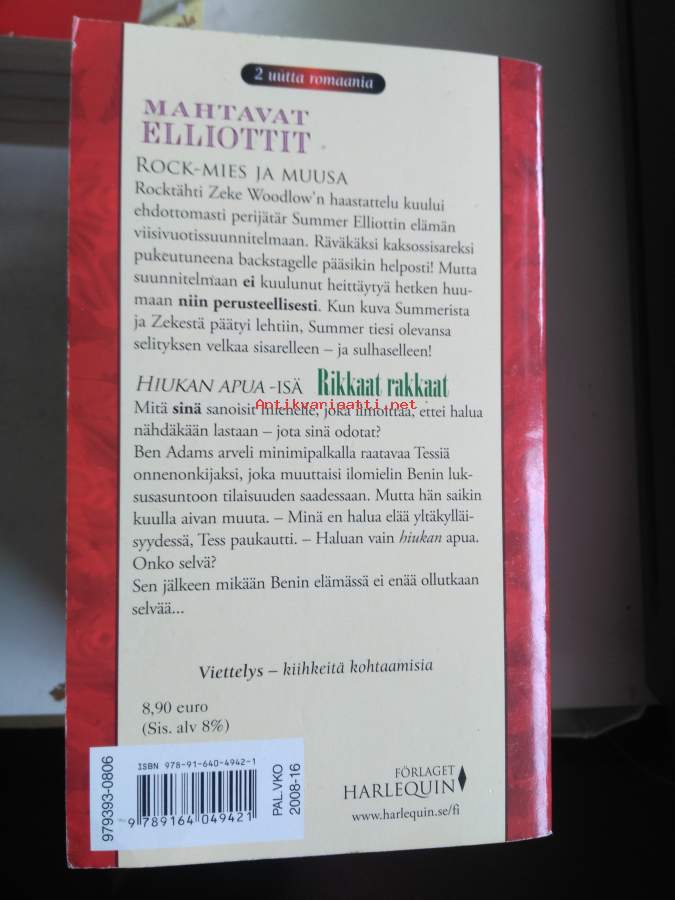 2 uutta romaania
MAHTAVAT
ELLIOTTIT
ROCK-MIES JA MUUSA
Rocktähti Zeke Woodlow'n haastattelu kuului
ehdottomasti perijätär Summer Elliottin elämän
viisivuotissuunnitelmaan. Räväkäksi kaksossisareksi
pukeutuneena backstagelle pääsikin helposti! Mutta
suunnitelmaan ei kuulunut heittäytyä hetken huu-
maan niin perusteellisesti. Kun kuva Summerista
ja Zekestä päätyi lehtiin, Summer tiesi olevansa
selityksen velkaa sisarelleen – ja sulhaselleen!
HIUKAN APUA -ISÄ Rikkaat rakkaat
Antikvariaatti.net
Mitä sinä sanoisit miehelle, joka ilmoittaa, ettei halua
nähdäkään lastaan – jota sinä odotat?
Ben Adams arveli minimipalkalla raatavaa Tessiä
onnenonkijaksi, joka muuttaisi ilomielin Benin luk-
susasuntoon tilaisuuden saadessaan. Mutta hän saikin
kuulla aivan muuta. – Minä en halua elää yltäkylläi-
syydessä, Tess paukautti. – Haluan vain hiukan apua.
Onko selvä?
Sen jälkeen mikään Benin elämässä ei enää ollutkaan
selvää...
Viettelys – kiihkeitä kohtaamisia
8,90 euro
(Sis. alv 8%)
979393-0806
ISBN 978-91-640-4942-1
9 789164 049421
PAL.VKO
2008-16
FÖRLAGET
HARLEQUIN
www.harlequin.se/fi